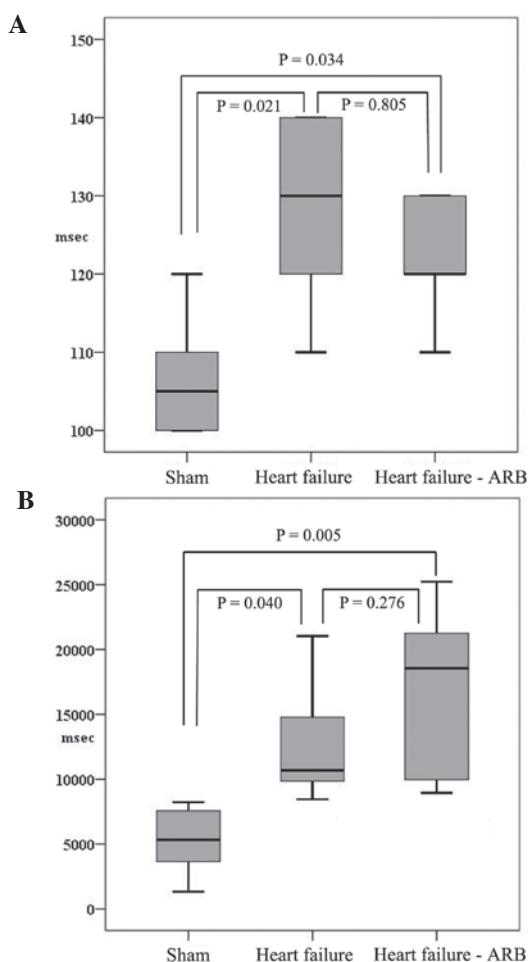 A
150
P = 0.034
140
P = 0.021 P = 0.805
130
msec
120
110
100
Sham Heart failure Heart failure - ARB
B
30000
P = 0.005
25000
P = 0.040 P = 0.276
20000
15000
msec
10000
5000
0
Sham Heart failure Heart failure - ARB